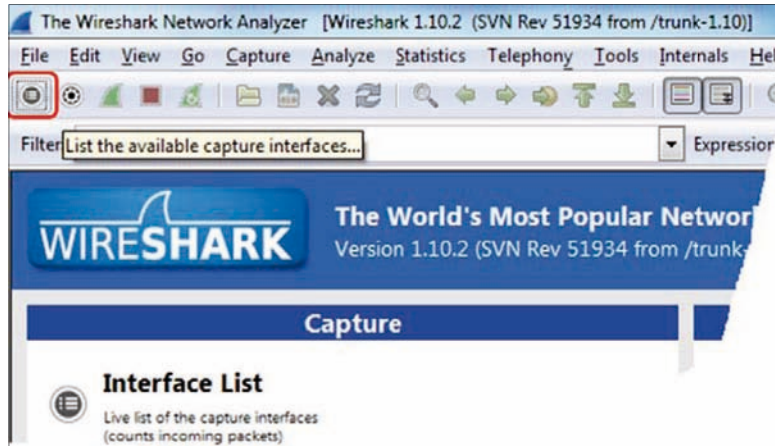 The Wireshark Network Analyzer [Wireshark 1.10.2 (SVN Rev 51934 from /trunk-1.10)]
File Edit View Go Capture Analyze Statistics Telephony Tools Internals Hel
Filter List the available capture interfaces... Expression
WIRESHARK
The World's Most Popular Networ
Version 1.10.2 (SVN Rev 51934 from /trunk-
Capture
Interface List
Live list of the capture interfaces
(counts incoming packets)